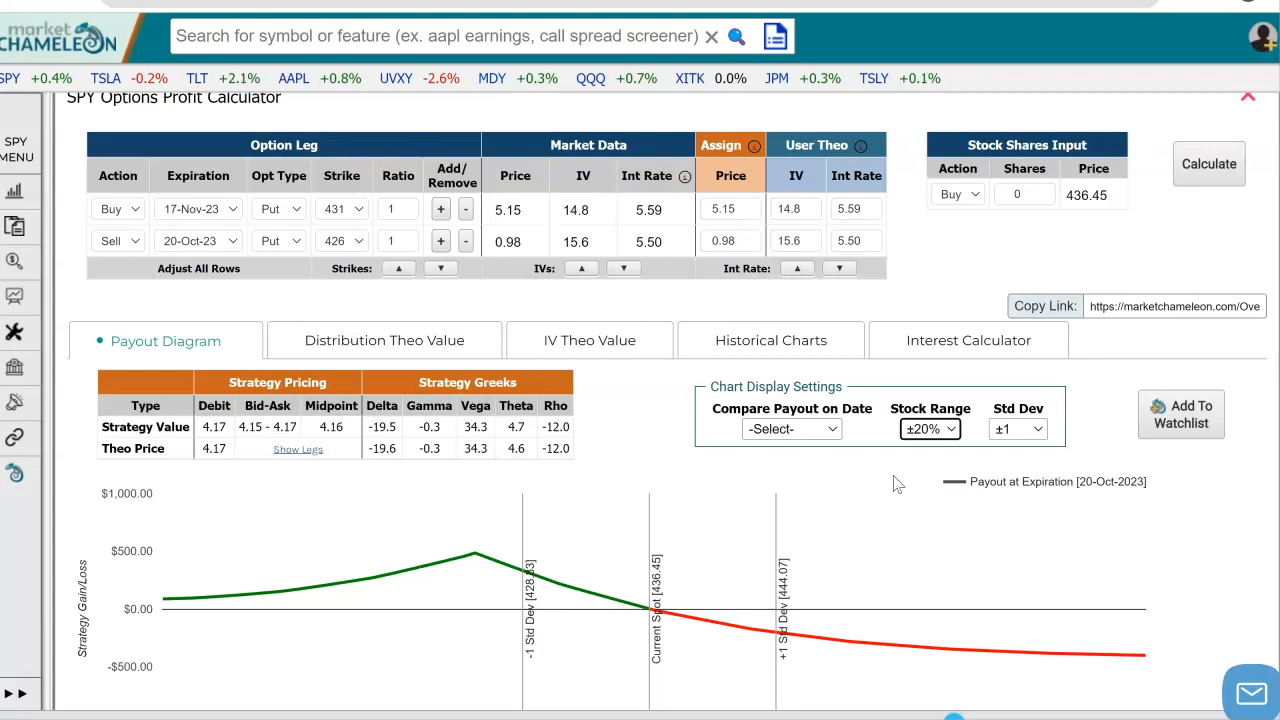 market
CHAMELEON
Search for symbol or feature (ex. aapl earnings, call spread screener)
SPY +0.4% TSLA -0.2% TLT +2.1% AAPL +0.8% UVXY -2.6% MDY +0.3% QQQ +0.7% XITK 0.0% JPM +0.3% TSLY +0.1%
SPY Options Profit Calculator
SPY
MENU
Option Leg Market Data Assign User Theo
Action Expiration Opt Type Strike Ratio Add/ Remove Price IV Int Rate Price IV Int Rate
Buy 17-Nov-23 Put 431 1 + - 5.15 14.8 5.59 5.15 14.8 5.59
Sell 20-Oct-23 Put 426 1 + - 0.98 15.6 5.50 0.98 15.6 5.50
Adjust All Rows Strikes: ▲ ▼ IVs: ▲ ▼ Int Rate: ▲ ▼
Stock Shares Input
Action Shares Price
Buy 0 436.45
Calculate
Copy Link: https://marketchameleon.com/Ove
• Payout Diagram Distribution Theo Value IV Theo Value Historical Charts Interest Calculator
Strategy Pricing Strategy Greeks
Type Debit Bid-Ask Midpoint Delta Gamma Vega Theta Rho
Strategy Value 4.17 4.15 - 4.17 4.16 -19.5 -0.3 34.3 4.7 -12.0
Theo Price 4.17 Show Legs -19.6 -0.3 34.3 4.6 -12.0
Chart Display Settings
Compare Payout on Date Stock Range Std Dev
-Select- ±20% ±1
Add To
Watchlist
Payout at Expiration [20-Oct-2023]
$1,000.00
$500.00
$0.00
-$500.00
Strategy Gain/Loss
-1 Std Dev [428.83]
Current Spot [436.45]
+1 Std Dev [444.07]